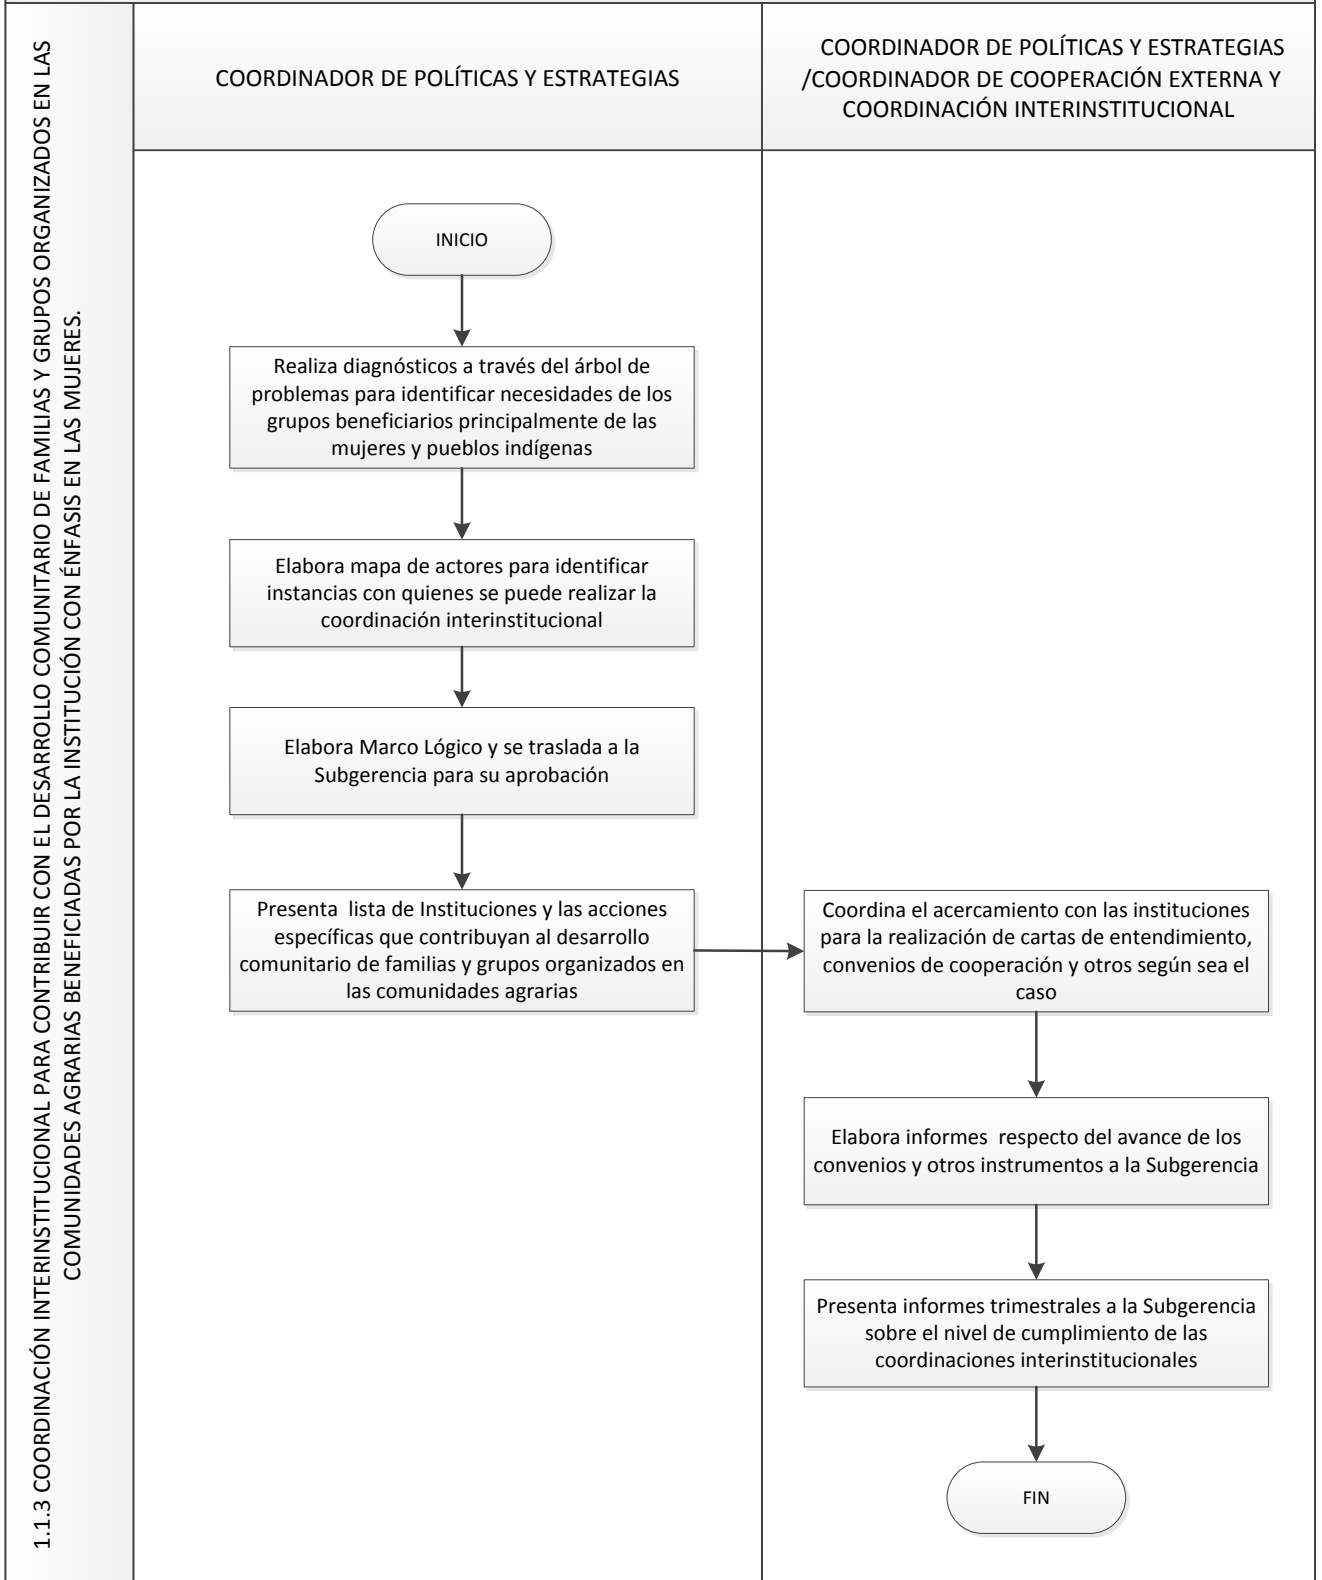 1.1.3 COORDINACIÓN INTERINSTITUCIONAL PARA CONTRIBUIR CON EL DESARROLLO COMUNITARIO DE FAMILIAS Y GRUPOS ORGANIZADOS EN LAS
COMUNIDADES AGRARIAS BENEFICIADAS POR LA INSTITUCIÓN CON ÉNFASIS EN LAS MUJERES.
COORDINADOR DE POLÍTICAS Y ESTRATEGIAS
COORDINADOR DE POLÍTICAS Y ESTRATEGIAS
/COORDINADOR DE COOPERACIÓN EXTERNA Y
COORDINACIÓN INTERINSTITUCIONAL
INICIO
Realiza diagnósticos a través del árbol de
problemas para identificar necesidades de los
grupos beneficiarios principalmente de las
mujeres y pueblos indígenas
Elabora mapa de actores para identificar
instancias con quienes se puede realizar la
coordinación interinstitucional
Elabora Marco Lógico y se traslada a la
Subgerencia para su aprobación
Presenta lista de Instituciones y las acciones
específicas que contribuyan al desarrollo
comunitario de familias y grupos organizados en
las comunidades agrarias
Coordina el acercamiento con las instituciones
para la realización de cartas de entendimiento,
convenios de cooperación y otros según sea el
caso
Elabora informes respecto del avance de los
convenios y otros instrumentos a la Subgerencia
Presenta informes trimestrales a la Subgerencia
sobre el nivel de cumplimiento de las
coordinaciones interinstitucionales
FIN